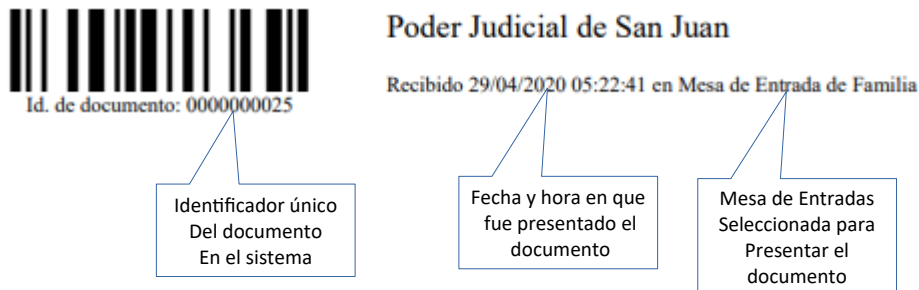 Poder Judicial de San Juan
Recibido 29/04/2020 05:22:41 en Mesa de Entrada de Familia
Id. de documento: 0000000025
Identificador único
Del documento
En el sistema
Fecha y hora en que
fue presentado el
documento
Mesa de Entradas
Seleccionada para
Presentar el
documento